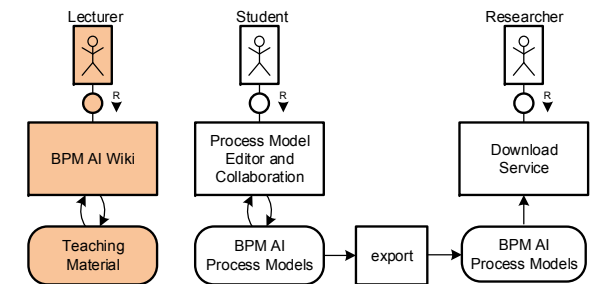 Lecturer
Student
Researcher
R
R
R
BPM AI Wiki
Process Model
Editor and
Collaboration
Download
Service
Teaching
Material
BPM AI
Process Models
export
BPM AI
Process Models